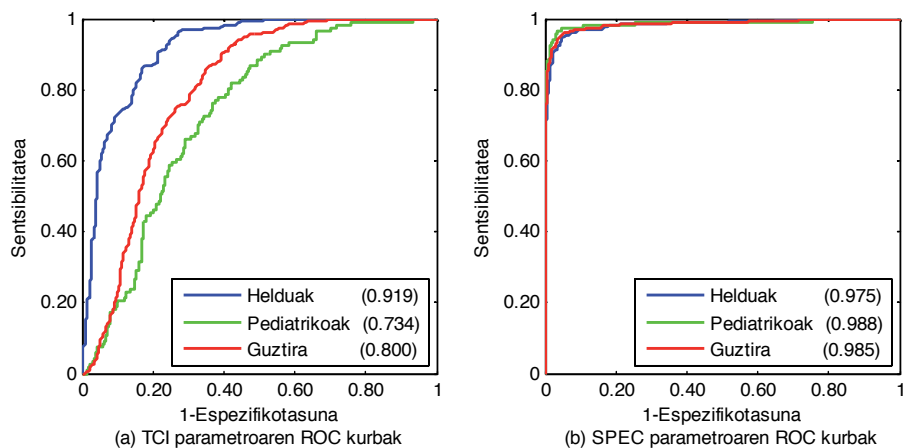 1
0.80
0.60
0.40
0.20
0
Sentsibilitatea
Helduak (0.919)
Pediatrikoak (0.734)
Guztira (0.800)
0 0.20 0.40 0.60 0.80 1
1-Espezifikotasuna
(a) TCI parametroaren ROC kurbak
1
0.80
0.60
0.40
0.20
0
Sentsibilitatea
Helduak (0.975)
Pediatrikoak (0.988)
Guztira (0.985)
0 0.20 0.40 0.60 0.80 1
1-Espezifikotasuna
(b) SPEC parametroaren ROC kurbak